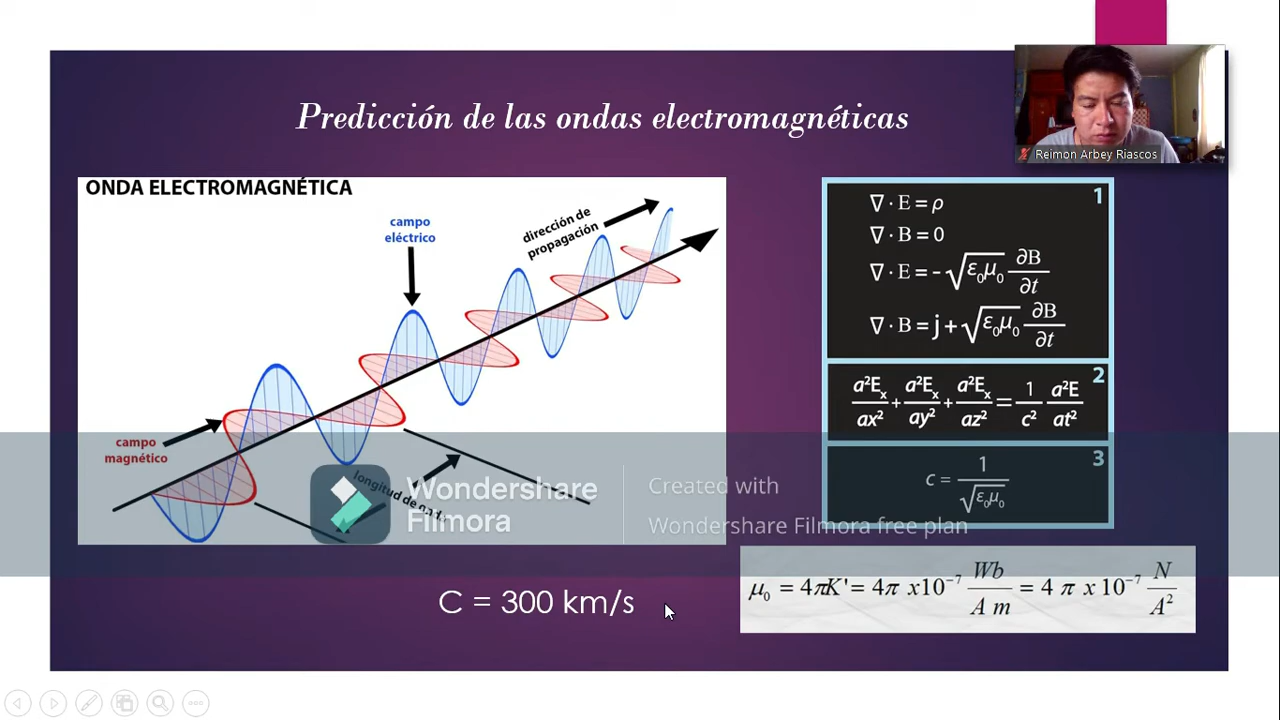 Predicción de las ondas electromagnéticas
Reimon Arbey Riascos
ONDA ELECTROMAGNÉTICA
campo
eléctrico
dirección de
propagación
campo
magnético
longitud de onda
1
∇ · E = ρ
∇ · B = 0
∇ · E = -√ε₀μ₀ ∂B/∂t
∇ · B = j + √ε₀μ₀ ∂B/∂t
2
a²Eₓ/ax² + a²Eₓ/ay² + a²Eₓ/az² = 1/c² a²E/at²
3
c = 1/√ε₀μ₀
Wondershare
Filmora
Created with
Wondershare Filmora free plan
μ₀ = 4πK' = 4π x10⁻⁷ Wb/A m = 4 π x 10⁻⁷ N/A²
C = 300 km/s